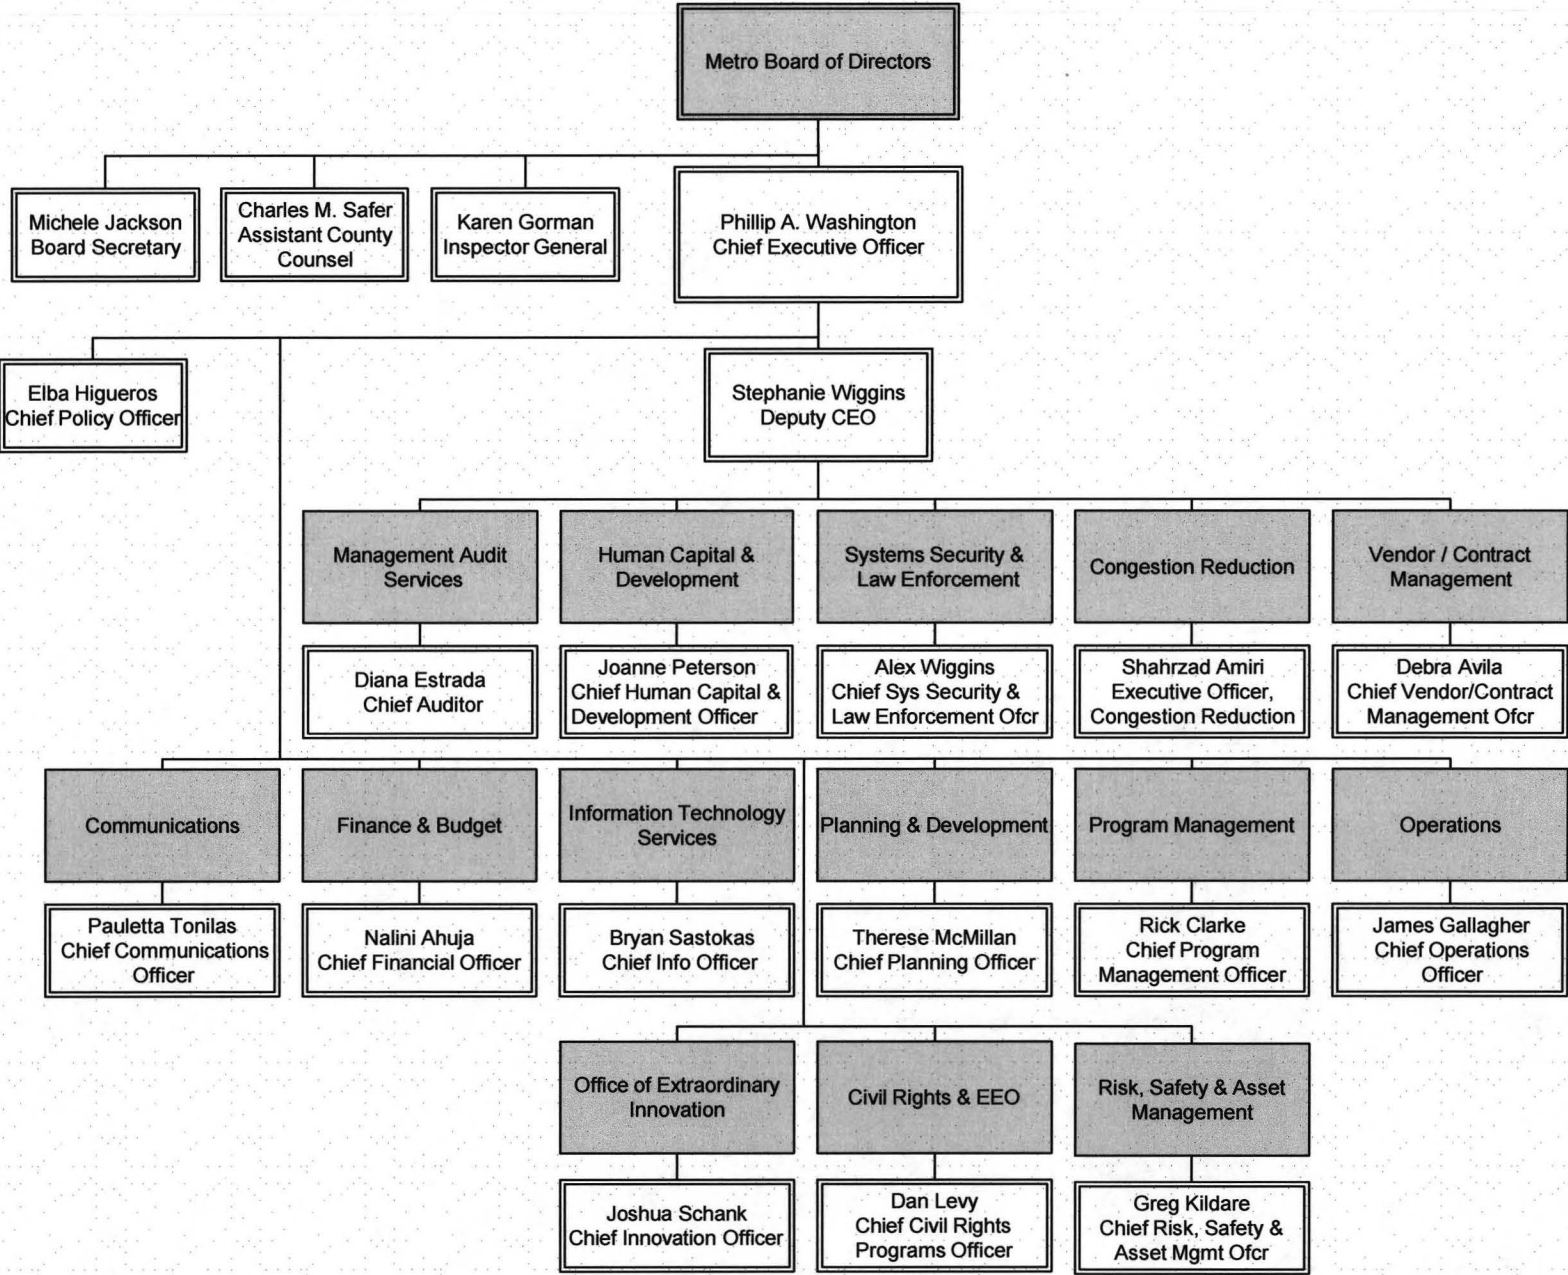 Metro Board of Directors
Michele Jackson
Board Secretary
Charles M. Safer
Assistant County
Counsel
Karen Gorman
Inspector General
Phillip A. Washington
Chief Executive Officer
Elba Higueros
Chief Policy Officer
Stephanie Wiggins
Deputy CEO
Management Audit
Services
Human Capital &
Development
Systems Security &
Law Enforcement
Congestion Reduction
Vendor / Contract
Management
Diana Estrada
Chief Auditor
Joanne Peterson
Chief Human Capital &
Development Officer
Alex Wiggins
Chief Sys Security &
Law Enforcement Ofcr
Shahrzad Amiri
Executive Officer,
Congestion Reduction
Debra Avila
Chief Vendor/Contract
Management Ofcr
Communications
Finance & Budget
Information Technology
Services
Planning & Development
Program Management
Operations
Pauletta Tonilas
Chief Communications
Officer
Nalini Ahuja
Chief Financial Officer
Bryan Sastokas
Chief Info Officer
Therese McMillan
Chief Planning Officer
Rick Clarke
Chief Program
Management Officer
James Gallagher
Chief Operations
Officer
Office of Extraordinary
Innovation
Civil Rights & EEO
Risk, Safety & Asset
Management
Joshua Schank
Chief Innovation Officer
Dan Levy
Chief Civil Rights
Programs Officer
Greg Kildare
Chief Risk, Safety &
Asset Mgmt Ofcr